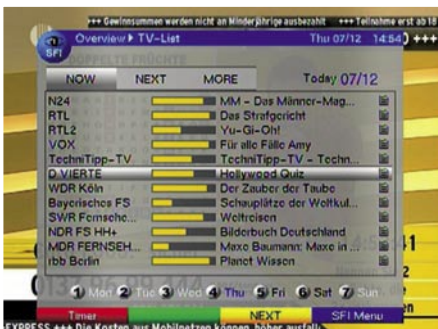 +++ Gewinnsummen werden nicht an Minderjährige ausbezahlt +++ Teilnahme erst ab 18
SFI Overview TV-List Thu 07/12 14:54 +++
NOW NEXT MORE Today 07/12
N24 MM - Das Männer-Mag...
RTL Das Strafgericht
RTL2 Yu-Gi-Oh!
VOX Für alle Fälle Amy
TechniTipp-TV TechniTipp-TV - Techn...
D VIERTE Hollywood Quiz
WDR Köln Der Zauber der Taube
Bayerisches FS Schauplätze der Weltkul...
SWR Fernsehe... Weltreisen
NDR FS HH+ Bilderbuch Deutschland
MDR FERNSEH... Maxe Baumann: Maxe in ...
rbb Berlin Planet Wissen
1 Mon 2 Tue 3 Wed 4 Thu 5 Fri 6 Sat 7 Sun
Timer NEXT SFI Menu
EXPRESS +++ Die Kosten aus Mobilnetzen können höher ausfall